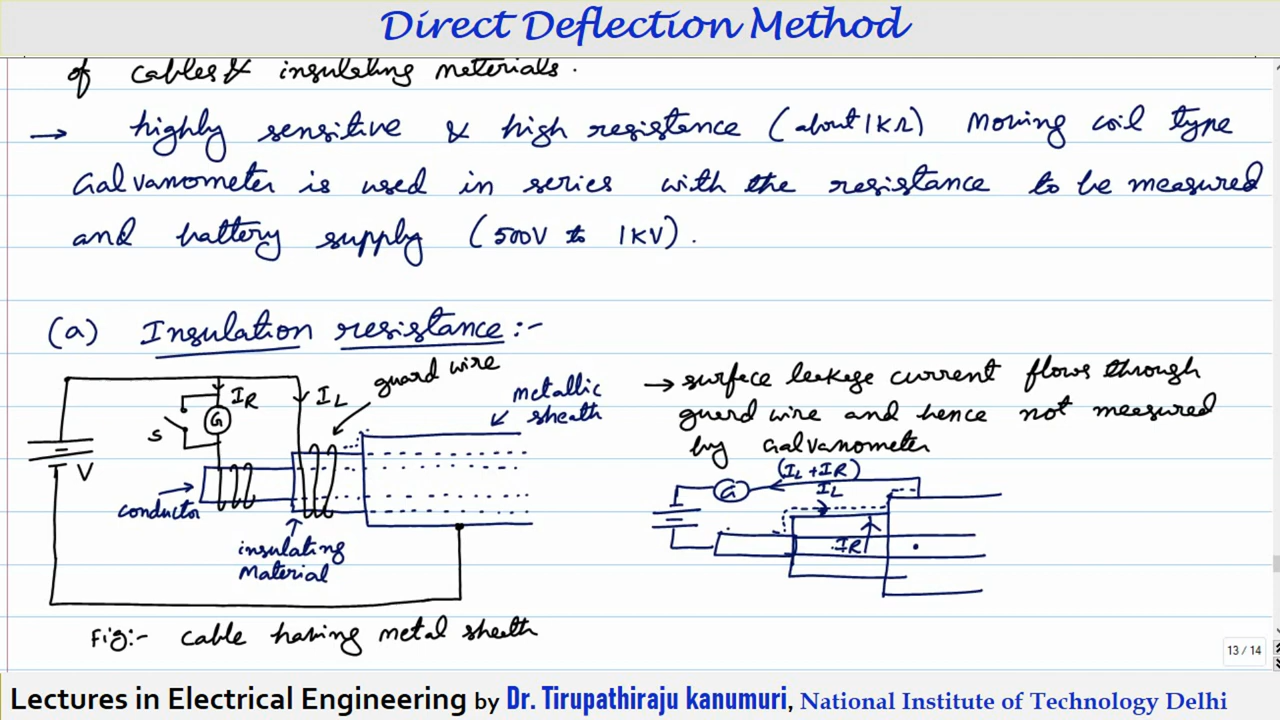 Direct Deflection Method
of cables & insulating meterials.
→ highly sensitive & high resistance (about 1KΩ) Moving coil type
Galvanometer is used in series with the resistance to be measured
and battery supply (500V to 1KV).
(a) Insulation resistance:-
guard wire
IR
IL
metallic
sheath
G
S
V
conductor
insulating
Material
Fig:- cable having metal sheath
→ surface leakege current flows through
guard wire and hence not measured
by Galvanometer
(IL+IR)
G
IL
IR
13 / 14
Lectures in Electrical Engineering by Dr. Tirupathiraju kanumuri, National Institute of Technology Delhi